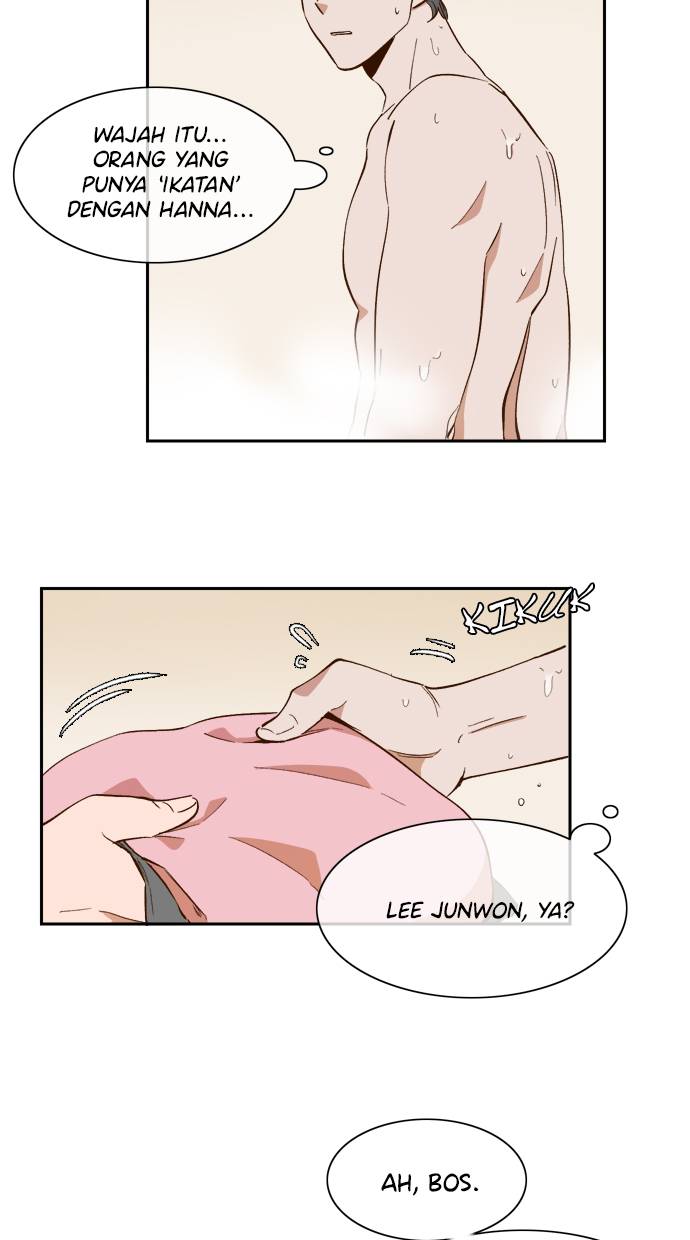 WAJAH ITU...
ORANG YANG
PUNYA 'IKATAN'
DENGAN HANNA...
KIKUK
LEE JUNWON, YA?
AH, BOS.